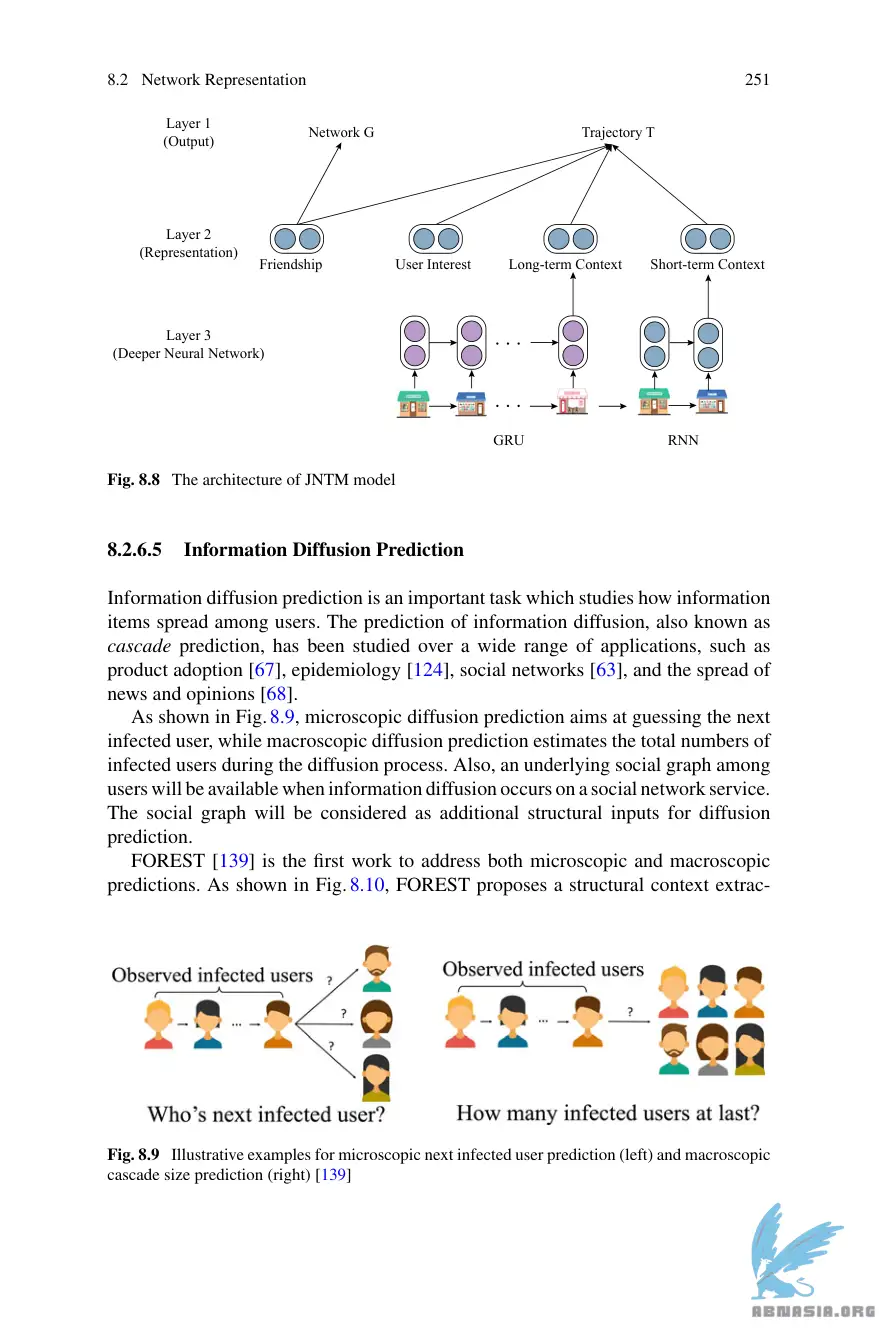 8.2 Network Representation 251
Layer 1
(Output)
Network G
Trajectory T
Layer 2
(Representation)
Friendship
User Interest
Long-term Context
Short-term Context
Layer 3
(Deeper Neural Network)
. . .
. . .
GRU
RNN
Fig. 8.8 The architecture of JNTM model
8.2.6.5 Information Diffusion Prediction
Information diffusion prediction is an important task which studies how information
items spread among users. The prediction of information diffusion, also known as
cascade prediction, has been studied over a wide range of applications, such as
product adoption [67], epidemiology [124], social networks [63], and the spread of
news and opinions [68].
As shown in Fig. 8.9, microscopic diffusion prediction aims at guessing the next
infected user, while macroscopic diffusion prediction estimates the total numbers of
infected users during the diffusion process. Also, an underlying social graph among
users will be available when information diffusion occurs on a social network service.
The social graph will be considered as additional structural inputs for diffusion
prediction.
FOREST [139] is the first work to address both microscopic and macroscopic
predictions. As shown in Fig. 8.10, FOREST proposes a structural context extrac-
Observed infected users
?
?
?
...
Who's next infected user?
Observed infected users
?
...
How many infected users at last?
Fig. 8.9 Illustrative examples for microscopic next infected user prediction (left) and macroscopic
cascade size prediction (right) [139]
ABNASIA.ORG